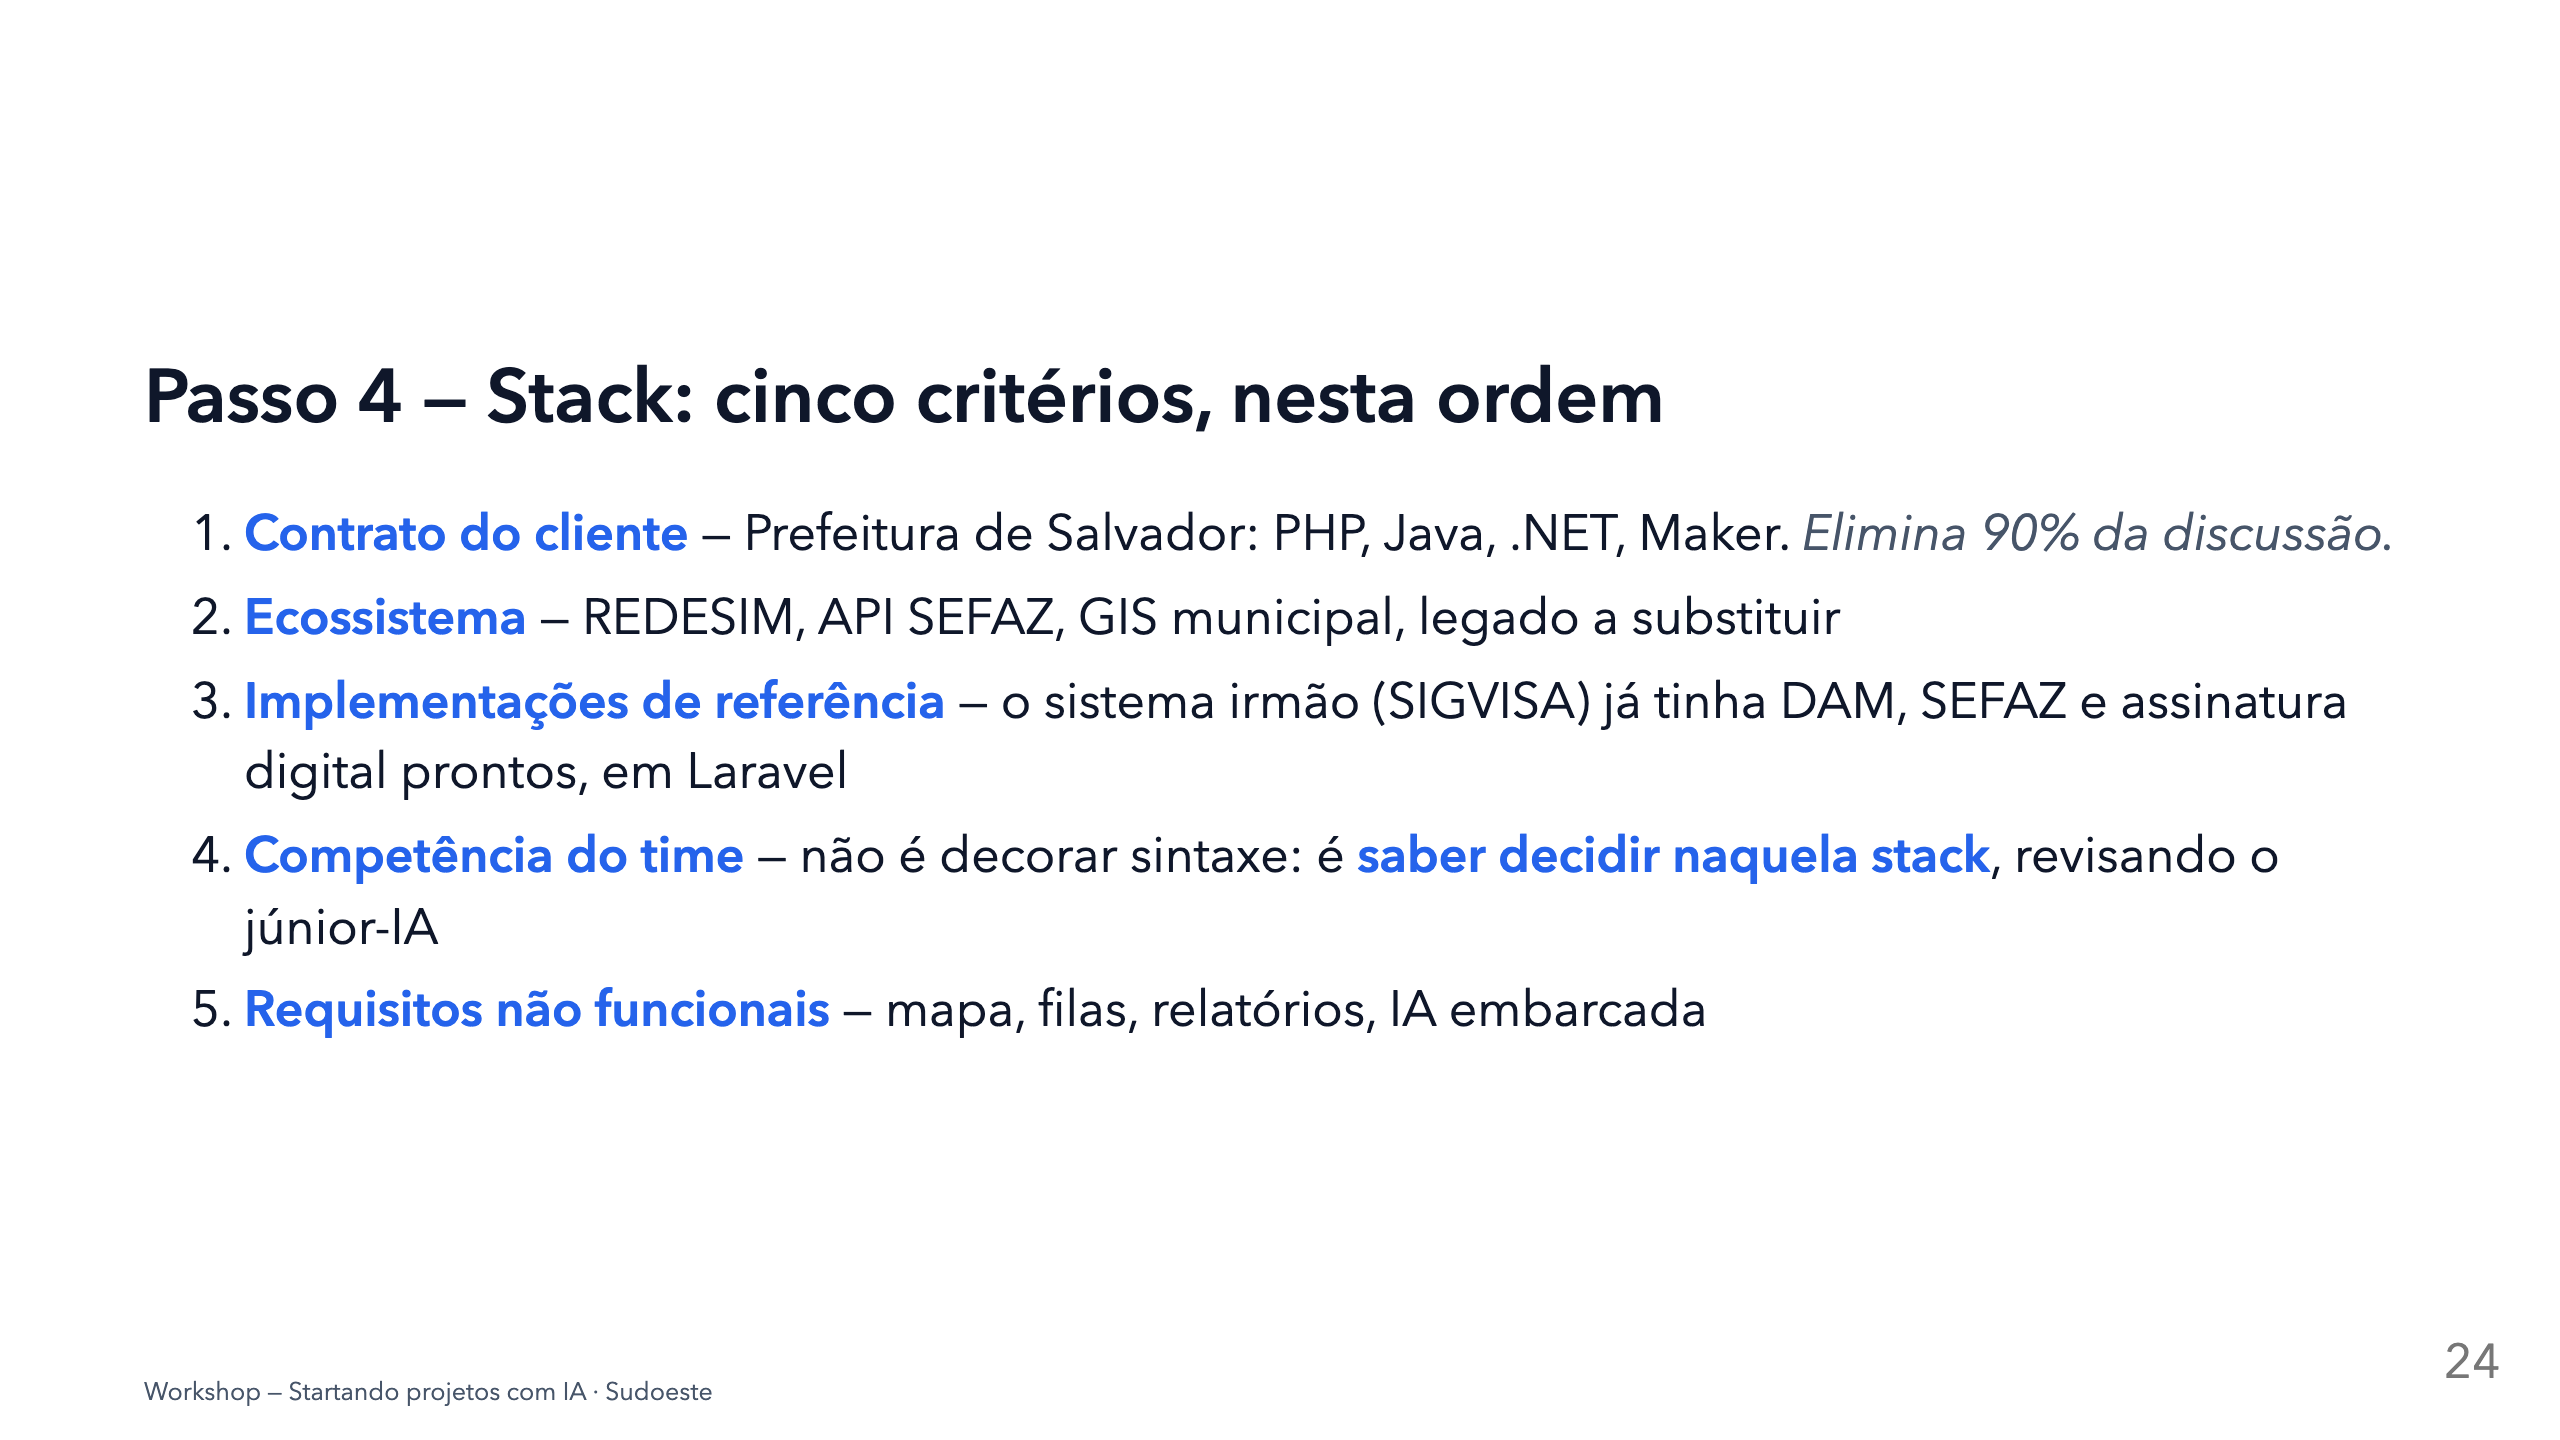 Passo 4 – Stack: cinco critérios, nesta ordem
1. Contrato do cliente – Prefeitura de Salvador: PHP, Java, .NET, Maker. Elimina 90% da discussão.
2. Ecossistema – REDESIM, API SEFAZ, GIS municipal, legado a substituir
3. Implementações de referência – o sistema irmão (SIGVISA) já tinha DAM, SEFAZ e assinatura
digital prontos, em Laravel
4. Competência do time – não é decorar sintaxe: é saber decidir naquela stack, revisando o
júnior-IA
5. Requisitos não funcionais – mapa, filas, relatórios, IA embarcada
Workshop – Startando projetos com IA · Sudoeste
24